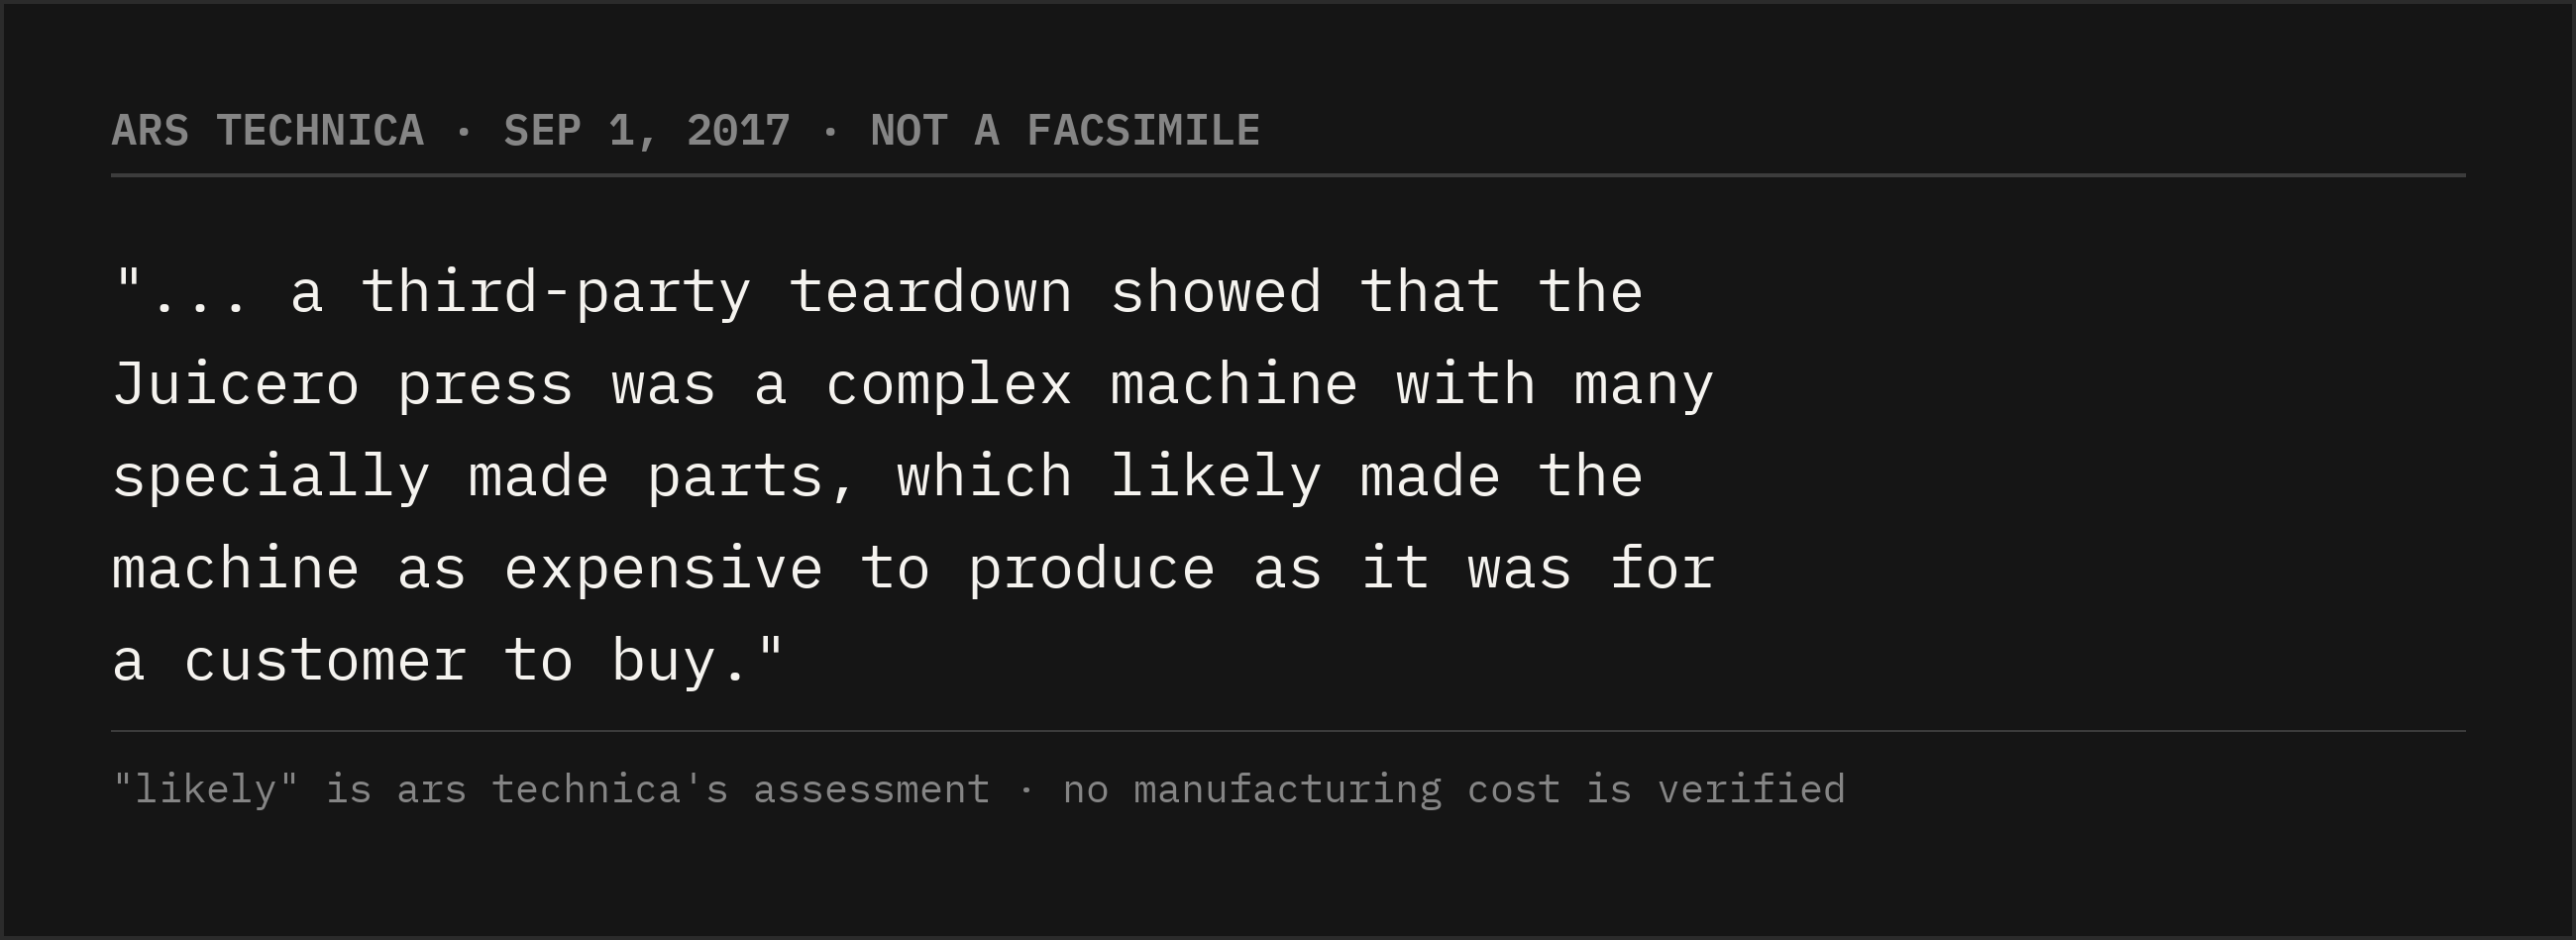 ARS TECHNICA · SEP 1, 2017 · NOT A FACSIMILE
"... a third-party teardown showed that the
Juicero press was a complex machine with many
specially made parts, which likely made the
machine as expensive to produce as it was for
a customer to buy."
"likely" is ars technica's assessment · no manufacturing cost is verified